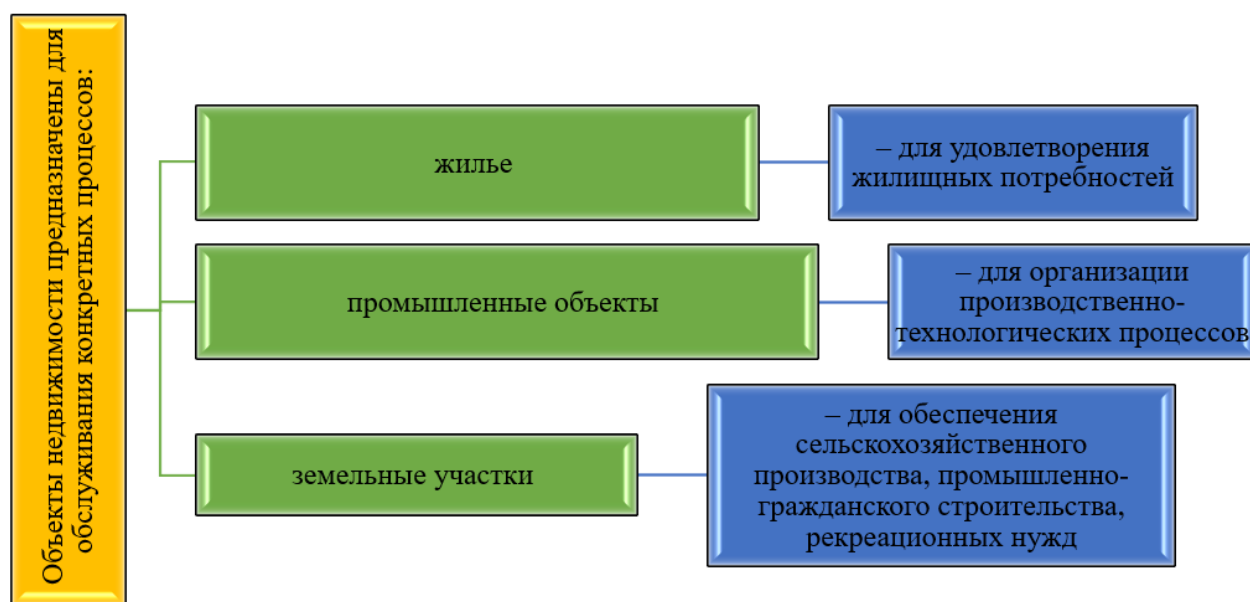 Объекты недвижимости предназначены для
обслуживания конкретных процессов:
жилье
– для удовлетворения
жилищных потребностей
промышленные объекты
– для организации
производственно-
технологических процессов
земельные участки
– для обеспечения
сельскохозяйственного
производства, промышленно-
гражданского строительства,
рекреационных нужд